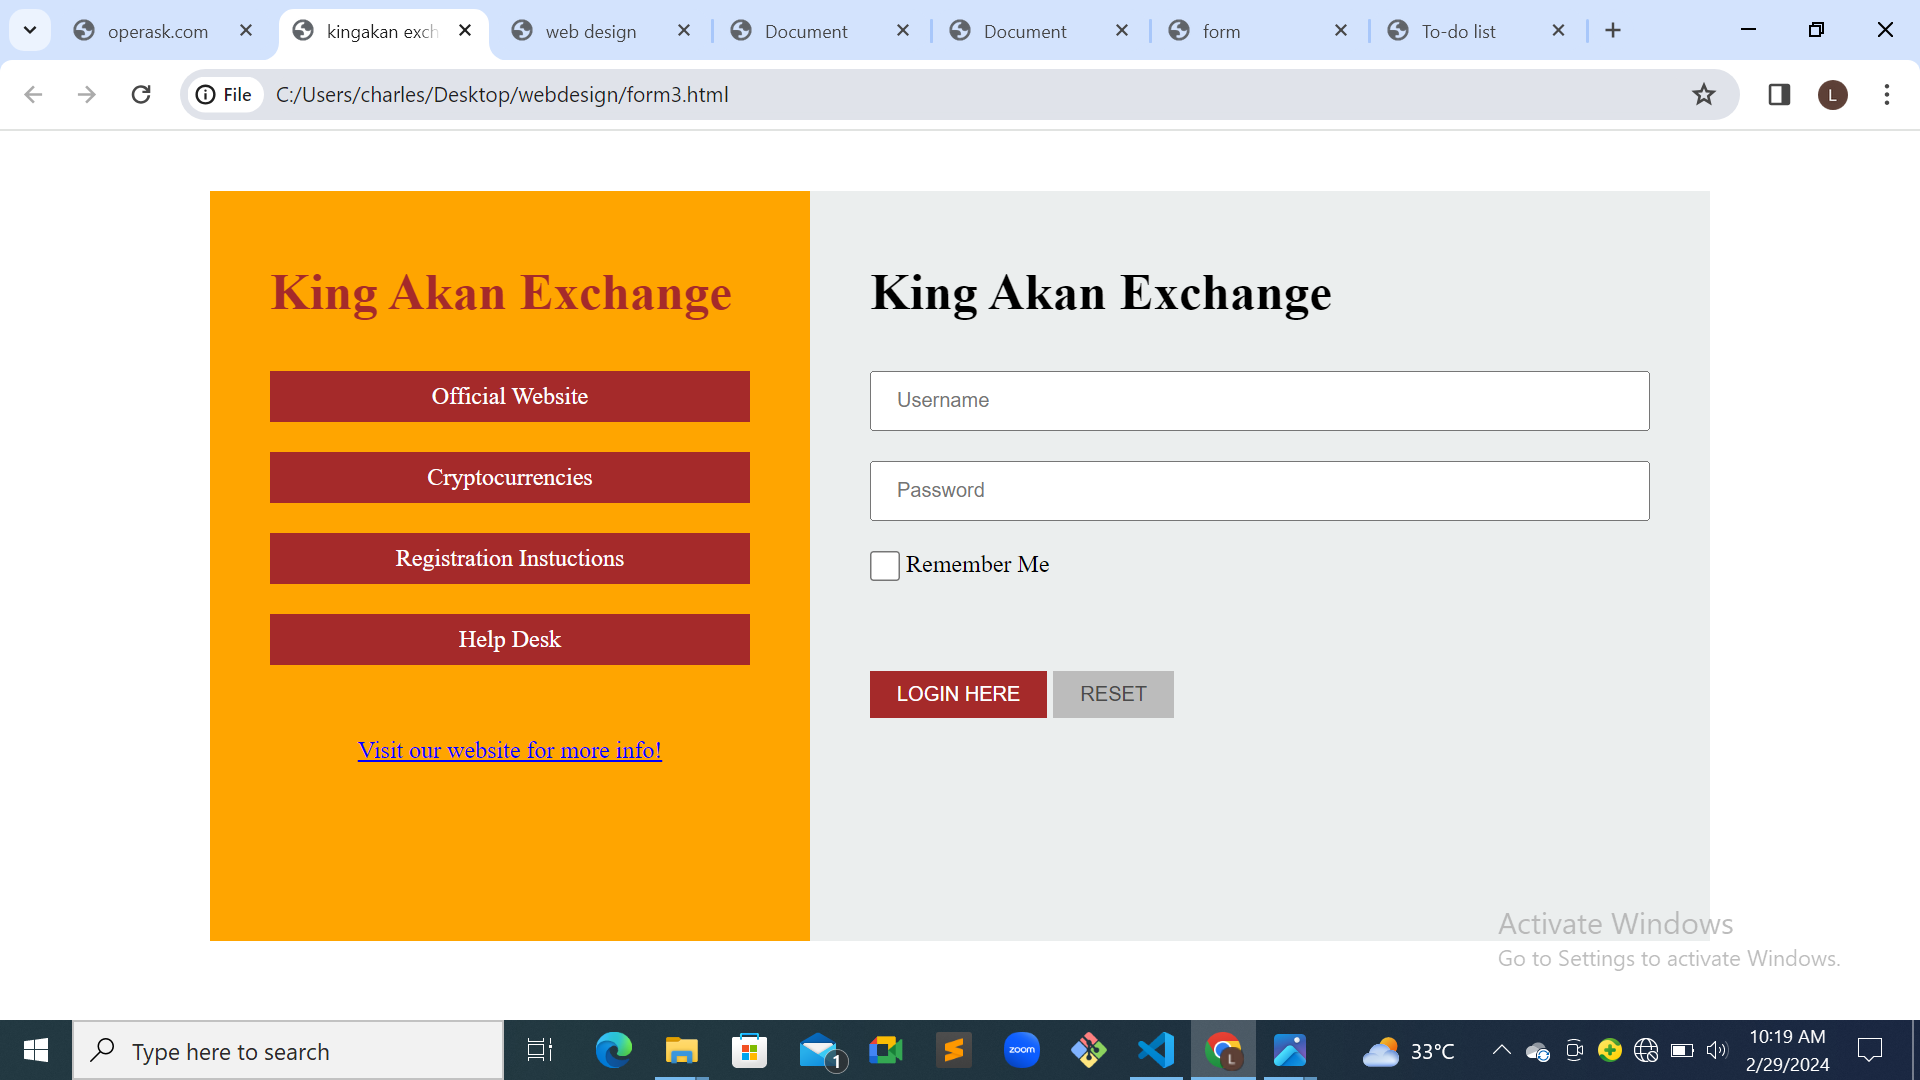 operask.com
kingakan exch
web design
Document
Document
form
To-do list
File
C:/Users/charles/Desktop/webdesign/form3.html
L
King Akan Exchange
Official Website
Cryptocurrencies
Registration Instuctions
Help Desk
Visit our website for more info!
King Akan Exchange
Username
Password
Remember Me
LOGIN HERE
RESET
Activate Windows
Go to Settings to activate Windows.
Type here to search
1
zoom
L
33°C
10:19 AM
2/29/2024